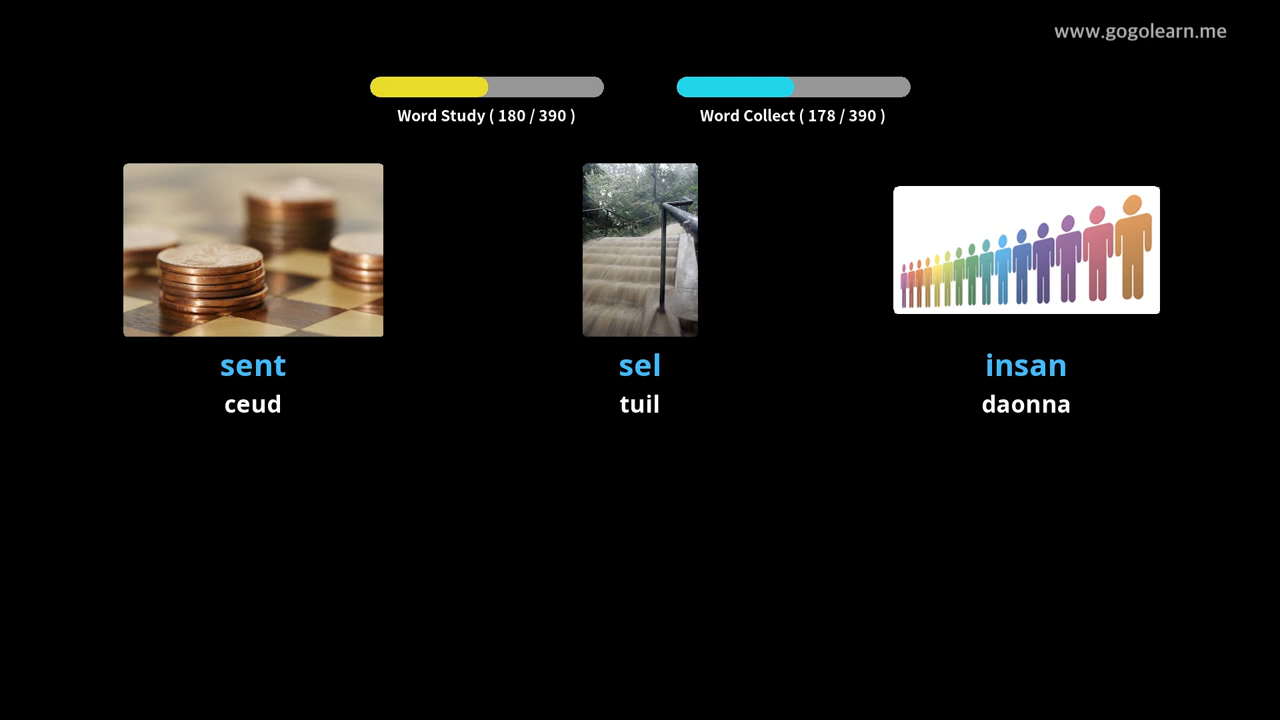 www.gogolearn.me
Word Study ( 180 / 390 )
Word Collect ( 178 / 390 )
sent
sel
insan
ceud
tuil
daonna